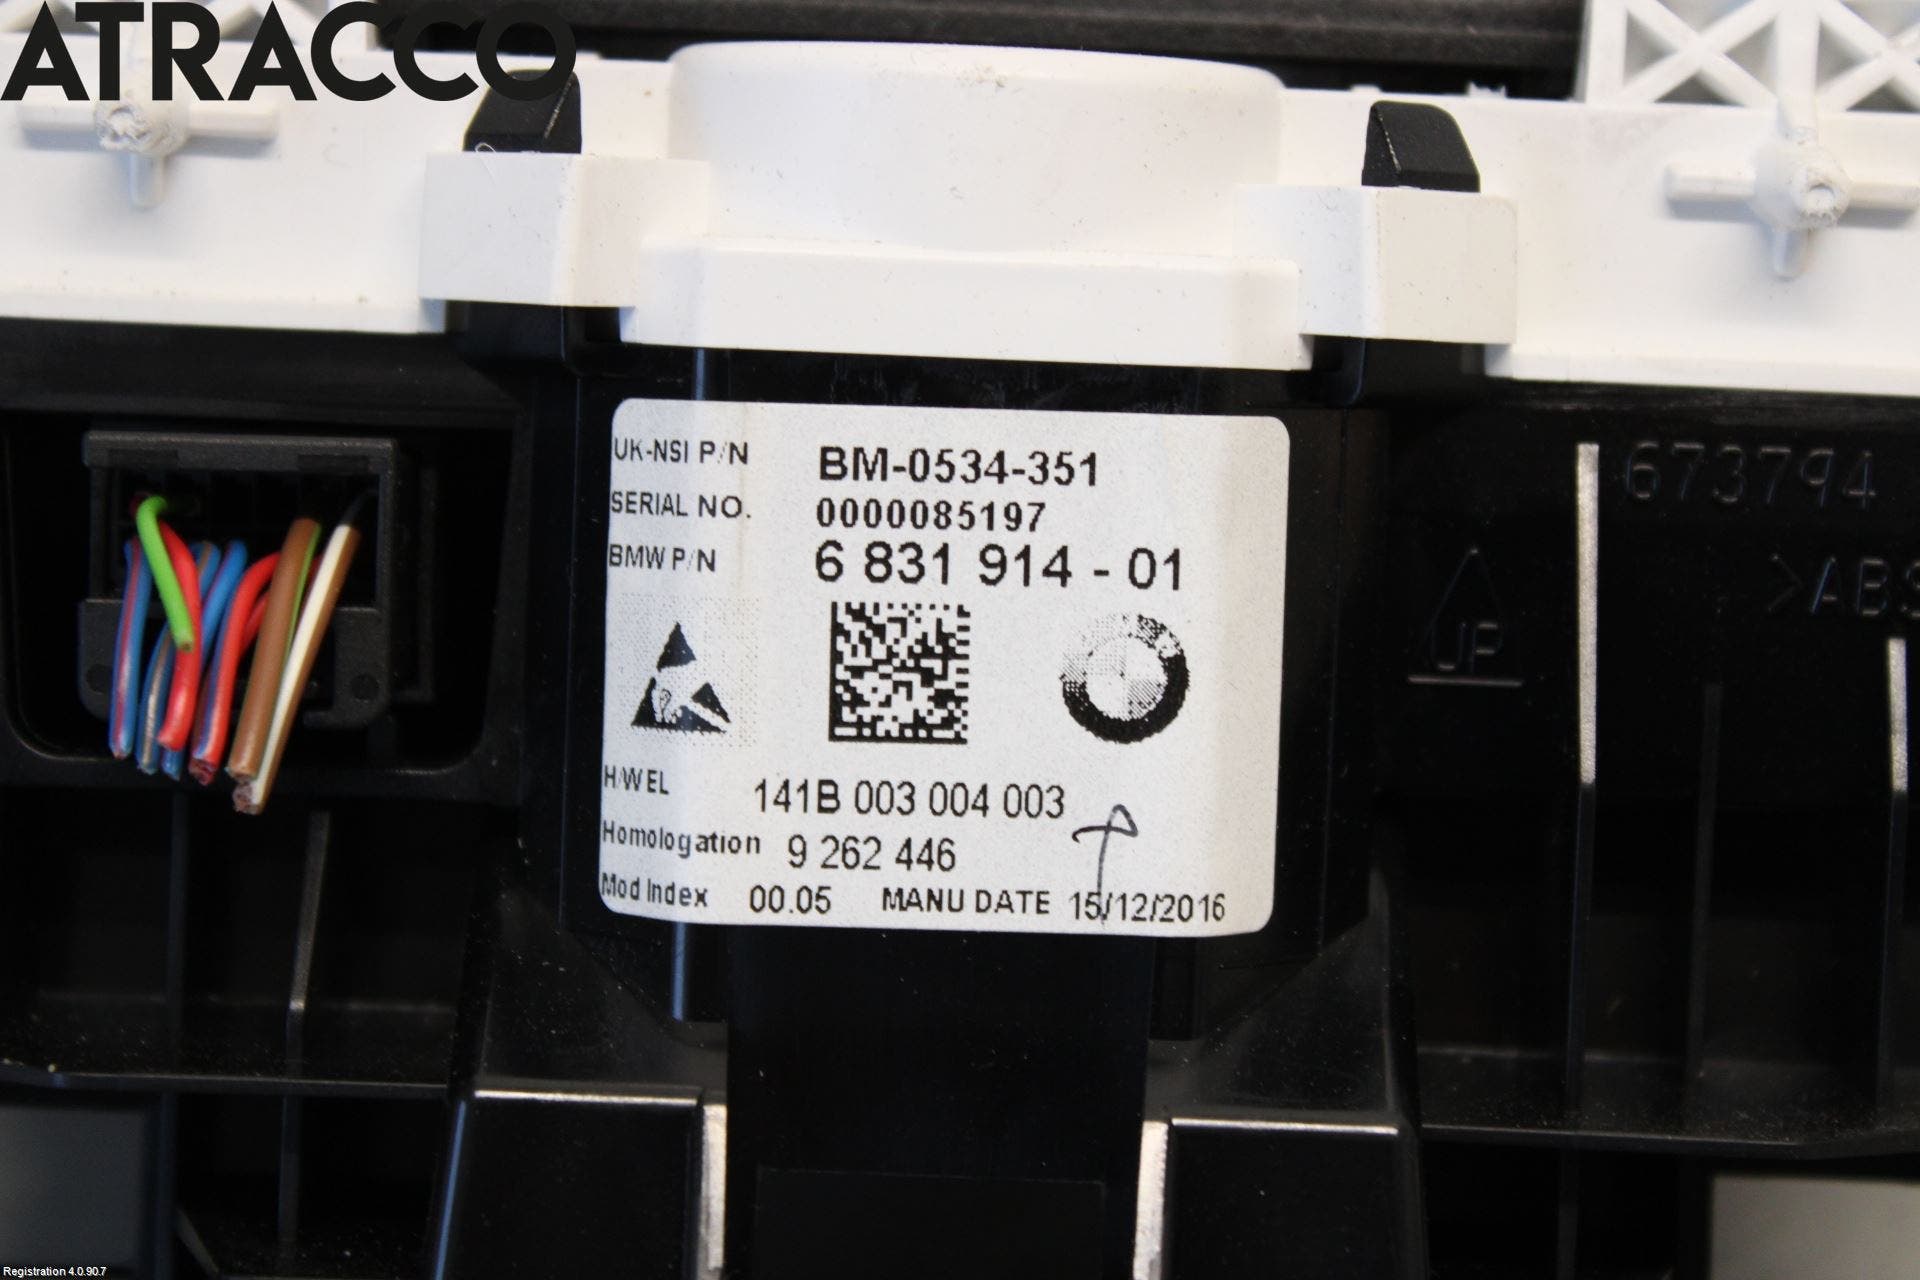 ATRACCO
UK-NSI P/N BM-0534-351
SERIAL NO. 0000085197
BMW P/N 6 831 914 - 01
H/W EL 141B 003 004 003
Homologation 9 262 446
Mod Index 00.05 MANU DATE 15/12/2016
673794
>ABS
UP
Registration 4.0.90.7